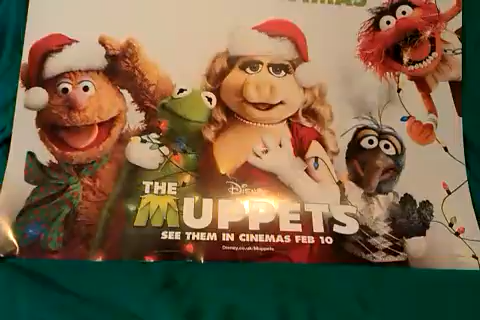 THE
Disney
MUPPETS
SEE THEM IN CINEMAS FEB 10
Disney.co.uk/Muppets